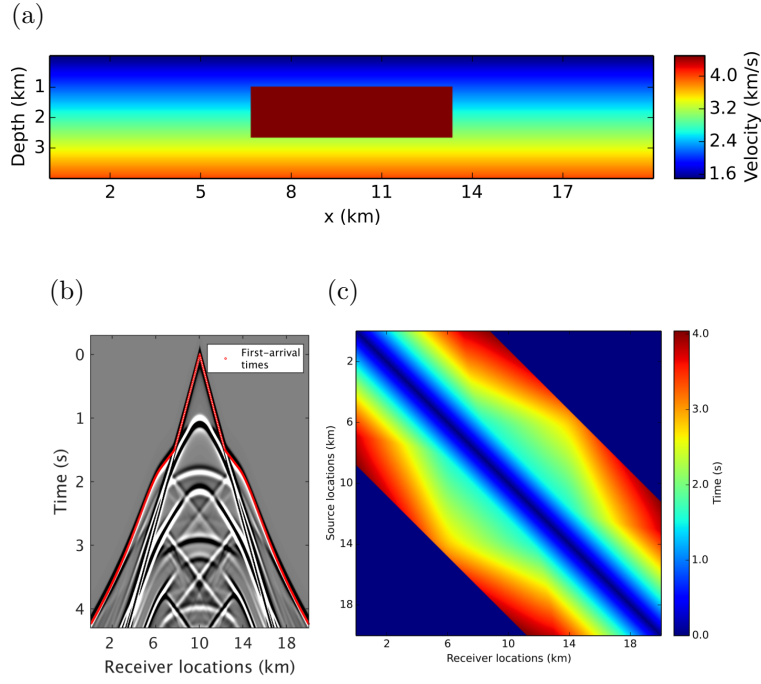 (a)
Depth (km)
1
2
3
2 5 8 11 14 17
x (km)
4.0
3.2
2.4
1.6
Velocity (km/s)
(b)
First-arrival
times
0
1
2
3
4
Time (s)
2 6 10 14 18
Receiver locations (km)
(c)
Source locations (km)
2
6
10
14
18
2 6 10 14 18
Receiver locations (km)
4.0
3.0
2.0
1.0
0.0
Time (s)